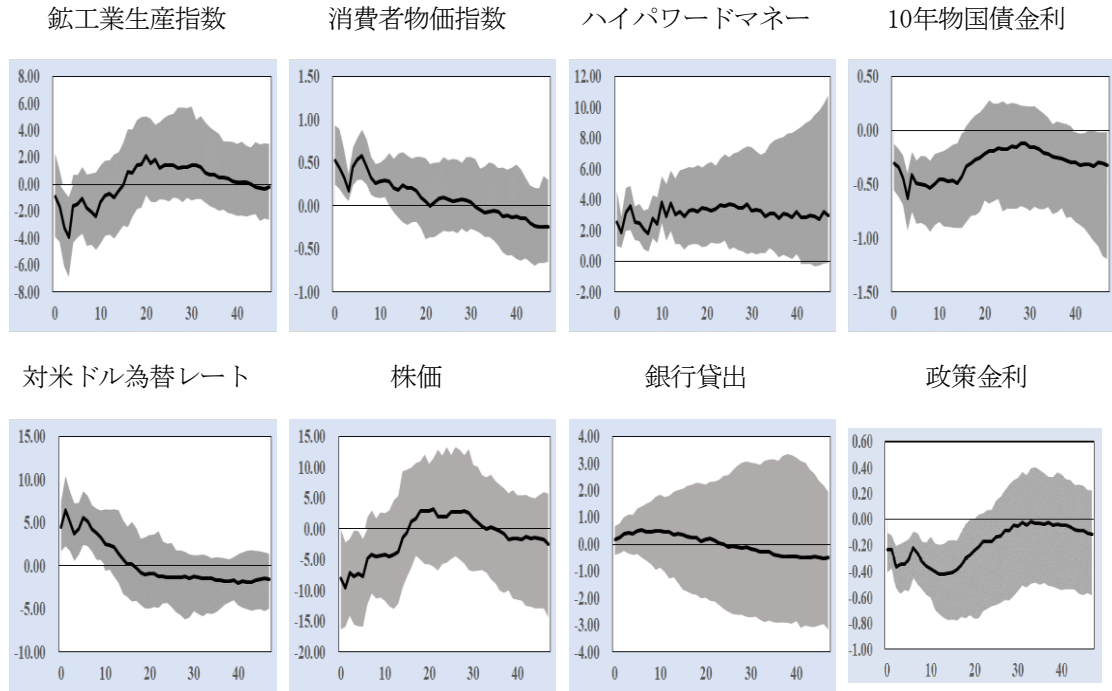 鉱工業生産指数 消費者物価指数 ハイパワードマネー 10年物国債金利
8.00 1.50 12.00 0.50
6.00 1.00 10.00 0.00
4.00 0.50 8.00 -0.50
2.00 0.00 6.00 -1.00
0.00 -0.50 4.00 -1.50
-2.00 -1.00 2.00
-4.00 0.00
-6.00 -2.00
-8.00
0 10 20 30 40 0 10 20 30 40 0 10 20 30 40 0 10 20 30 40
対米ドル為替レート 株価 銀行貸出 政策金利
15.00 15.00 4.00 0.60
10.00 10.00 3.00 0.40
5.00 5.00 2.00 0.20
0.00 0.00 1.00 0.00
-5.00 -5.00 0.00 -0.20
-10.00 -10.00 -1.00 -0.40
-15.00 -2.00 -0.60
-20.00 -3.00 -0.80
-4.00 -1.00
0 10 20 30 40 0 10 20 30 40 0 10 20 30 40 0 10 20 30 40